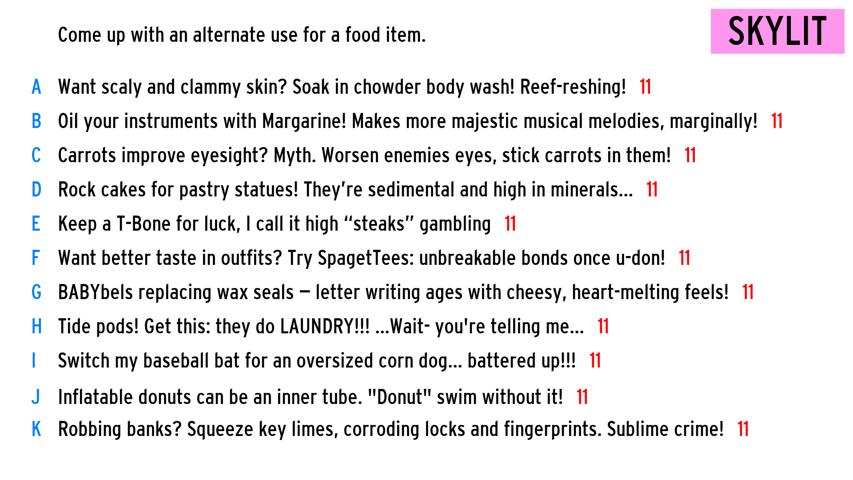 Come up with an alternate use for a food item.
SKYLIT
A Want scaly and clammy skin? Soak in chowder body wash! Reef-reshing! 11
B Oil your instruments with Margarine! Makes more majestic musical melodies, marginally! 11
C Carrots improve eyesight? Myth. Worsen enemies eyes, stick carrots in them! 11
D Rock cakes for pastry statues! They’re sedimental and high in minerals... 11
E Keep a T-Bone for luck, I call it high “steaks” gambling 11
F Want better taste in outfits? Try SpagetTees: unbreakable bonds once u-don! 11
G BABYbels replacing wax seals – letter writing ages with cheesy, heart-melting feels! 11
H Tide pods! Get this: they do LAUNDRY!!! ...Wait- you're telling me... 11
I Switch my baseball bat for an oversized corn dog... battered up!!! 11
J Inflatable donuts can be an inner tube. "Donut" swim without it! 11
K Robbing banks? Squeeze key limes, corroding locks and fingerprints. Sublime crime! 11